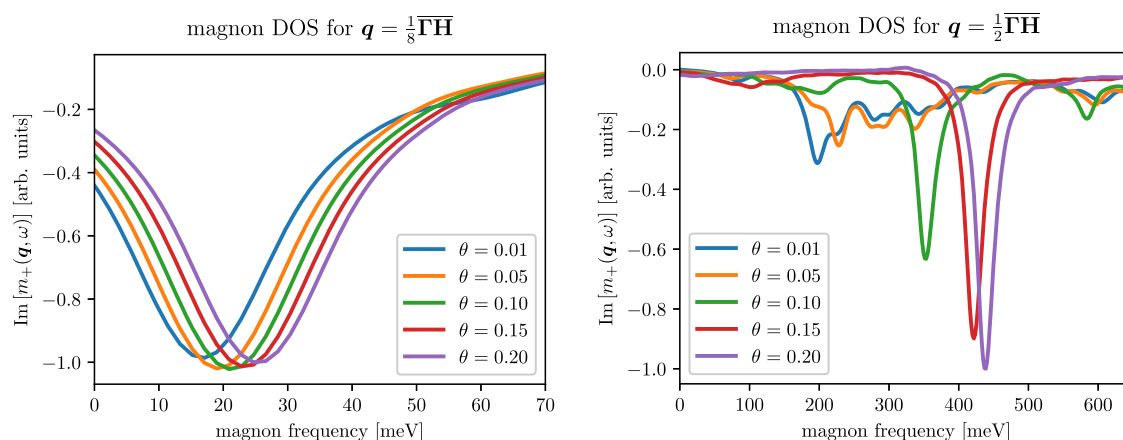 magnon DOS for q = 1/8 ΓH
Im [m₊(q, ω)] [arb. units]
−0.2
−0.4
−0.6
−0.8
−1.0
θ = 0.01
θ = 0.05
θ = 0.10
θ = 0.15
θ = 0.20
0 10 20 30 40 50 60 70
magnon frequency [meV]
magnon DOS for q = 1/2 ΓH
Im [m₊(q, ω)] [arb. units]
0.0
−0.2
−0.4
−0.6
−0.8
−1.0
θ = 0.01
θ = 0.05
θ = 0.10
θ = 0.15
θ = 0.20
0 100 200 300 400 500 600
magnon frequency [meV]